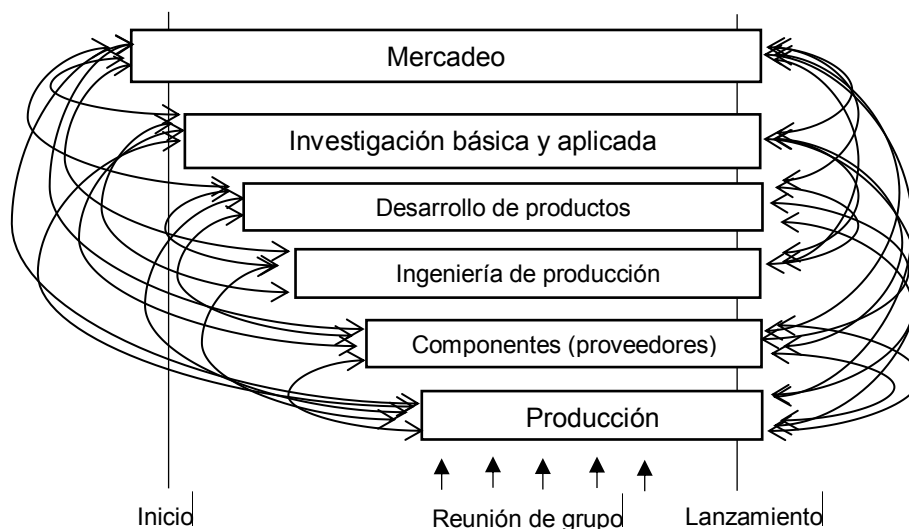 Mercadeo
Investigación básica y aplicada
Desarrollo de productos
Ingeniería de producción
Componentes (proveedores)
Producción
Inicio Reunión de grupo Lanzamiento